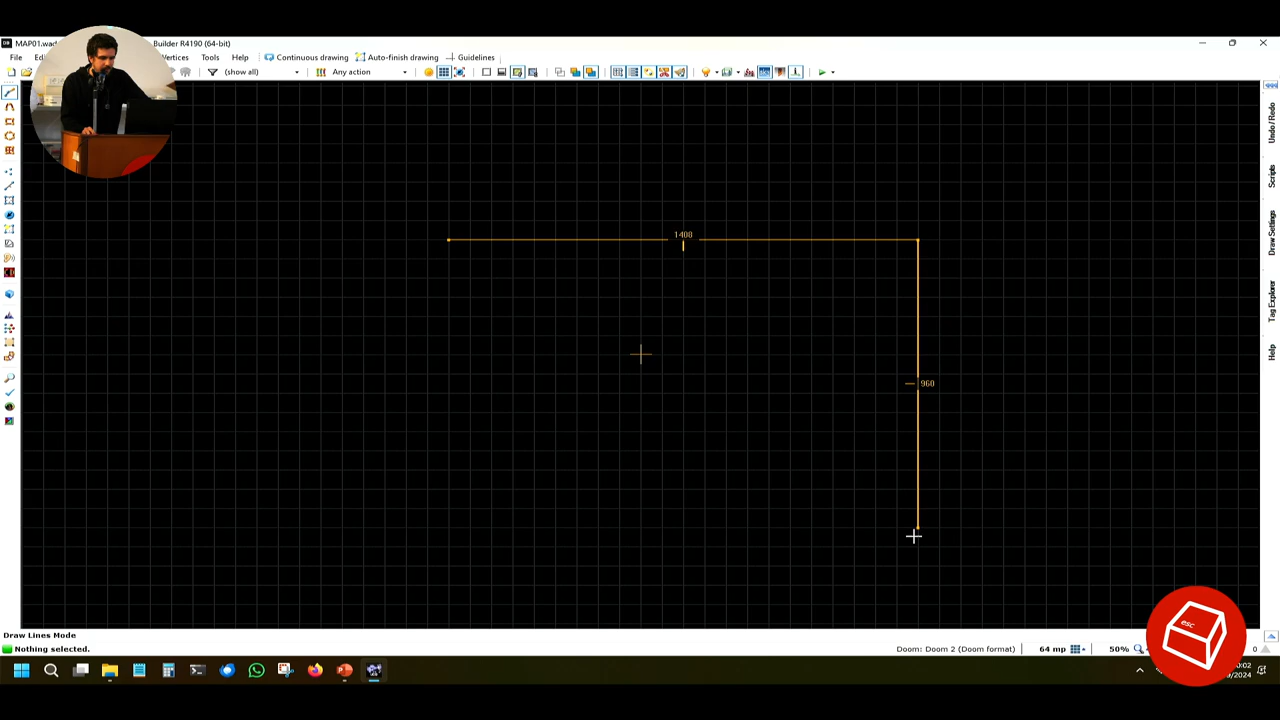 MAP01.wad
Builder R4190 (64-bit)
File
Vertices
Tools
Help
Continuous drawing
Auto-finish drawing
Guidelines
(show all)
Any action
Undo / Redo
Scripts
Draw Settings
Tag Explorer
Help
1408
960
Draw Lines Mode
Nothing selected.
Doom: Doom 2 (Doom format)
64 mp
50%
0
esc